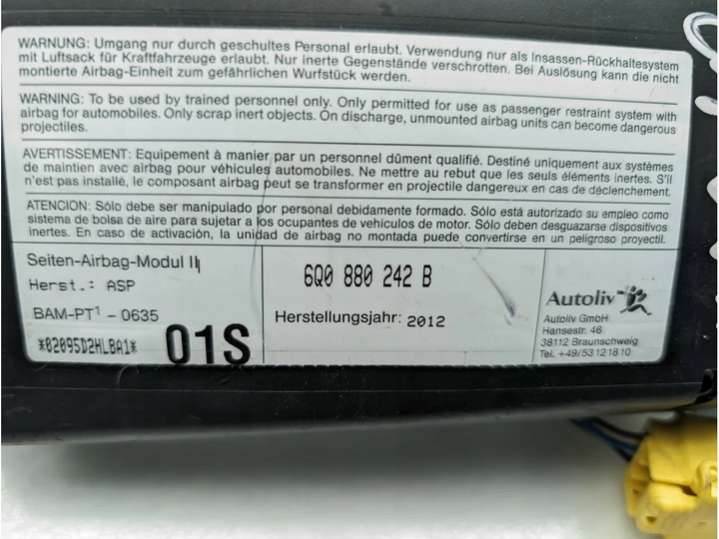 WARNUNG: Umgang nur durch geschultes Personal erlaubt. Verwendung nur als Insassen-Rückhaltesystem
mit Luftsack für Kraftfahrzeuge erlaubt. Nur inerte Gegenstände verschrotten. Bei Auslösung kann die nicht
montierte Airbag-Einheit zum gefährlichen Wurfstück werden.
WARNING: To be used by trained personnel only. Only permitted for use as passenger restraint system with
airbag for automobiles. Only scrap inert objects. On discharge, unmounted airbag units can become dangerous
projectiles.
AVERTISSEMENT: Equipement à manier par un personnel dûment qualifié. Destiné uniquement aux systèmes
de maintien avec airbag pour véhicules automobiles. Ne mettre au rebut que les seuls éléments inertes. S'il
n'est pas installé, le composant airbag peut se transformer en projectile dangereux en cas de déclenchement.
ATENCION: Sólo debe ser manipulado por personal debidamente formado. Sólo está autorizado su empleo como
sistema de bolsa de aire para sujetar a los ocupantes de vehiculos de motor. Sólo deben desguazarse dispositivos
inertes. En caso de activación, la unidad de airbag no montada puede convertirse en un peligroso proyectil.
Seiten-Airbag-Modul II
Herst.: ASP
BAM-PT¹ - 0635
*02095D2HLBA1* 01S
6Q0 880 242 B
Herstellungsjahr: 2012
Autoliv
Autoliv GmbH
Hansestr. 46
38112 Braunschweig
Tel. +49/53 121810